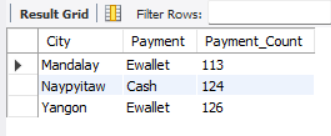 Result Grid Filter Rows:
City Payment Payment_Count
Mandalay Ewallet 113
Naypyitaw Cash 124
Yangon Ewallet 126